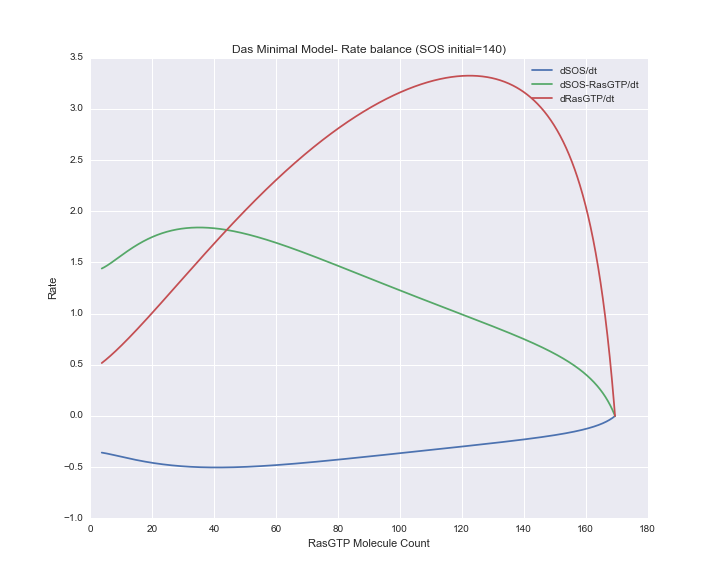 Das Minimal Model- Rate balance (SOS initial=140)
dSOS/dt
dSOS-RasGTP/dt
dRasGTP/dt
3.5
3.0
2.5
2.0
1.5
1.0
0.5
0.0
−0.5
−1.0
Rate
0 20 40 60 80 100 120 140 160 180
RasGTP Molecule Count